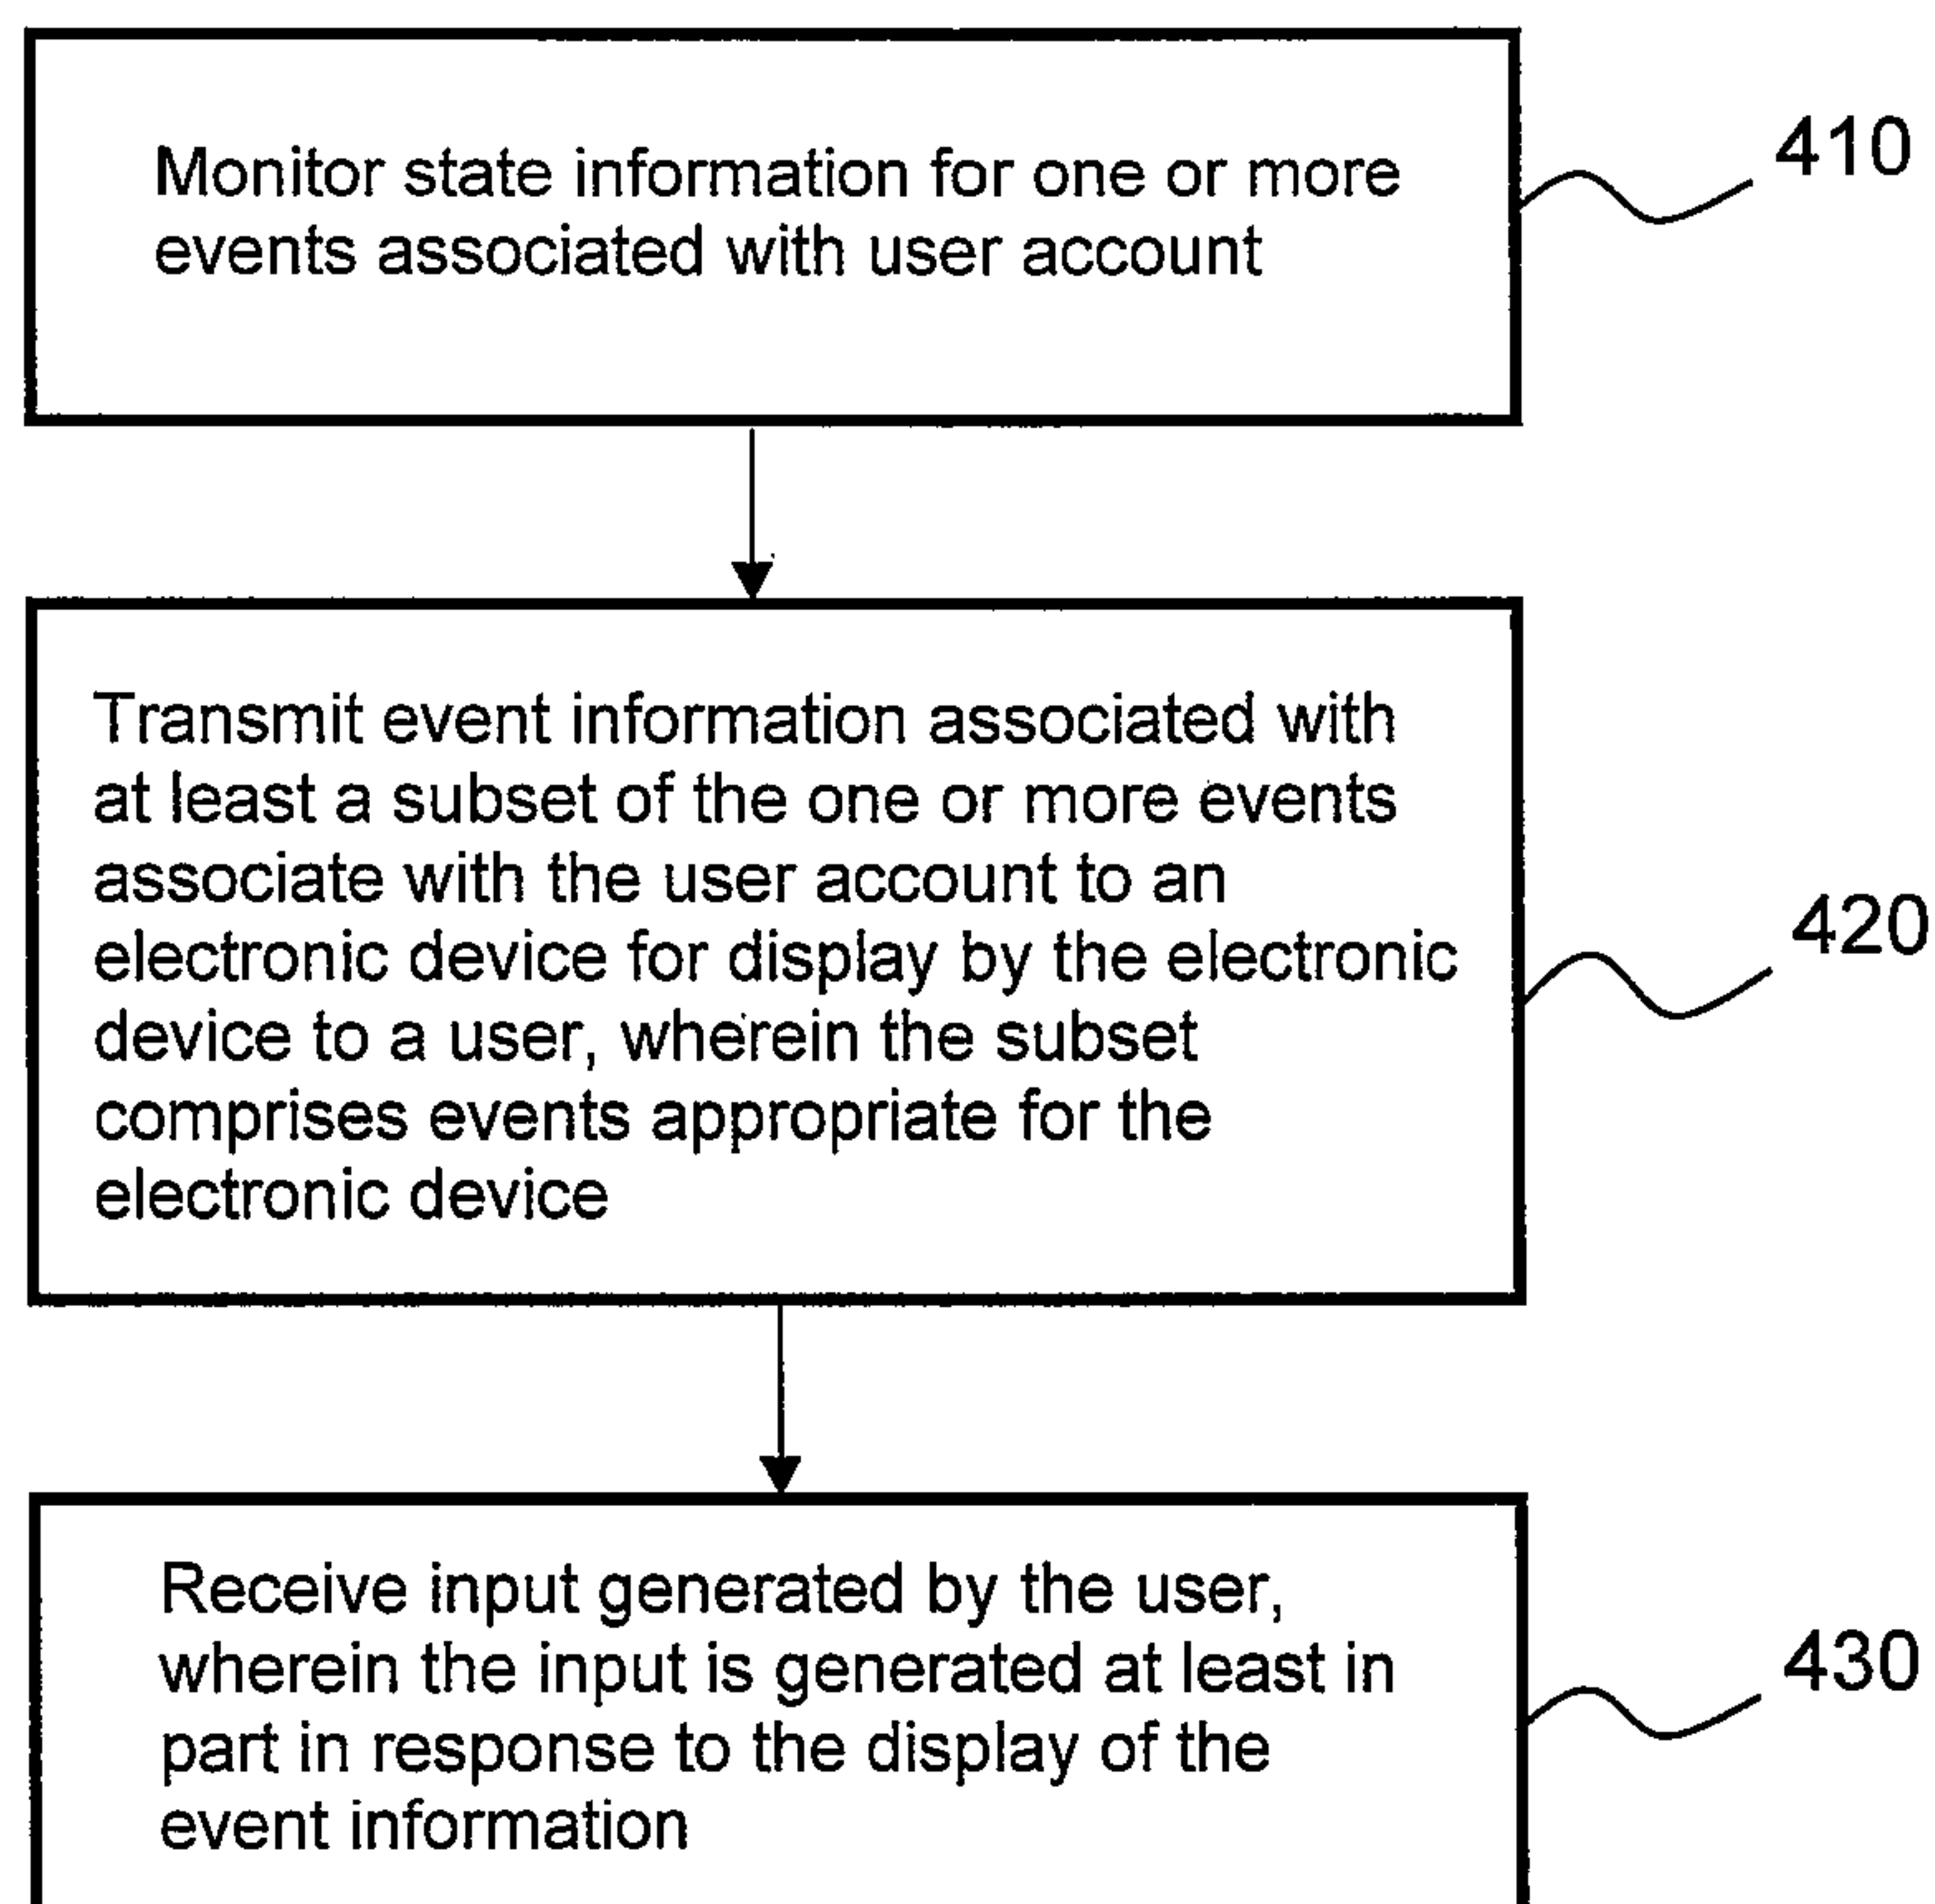 Monitor state information for one or more
events associated with user account
410
Transmit event information associated with
at least a subset of the one or more events
associate with the user account to an
electronic device for display by the electronic
device to a user, wherein the subset
comprises events appropriate for the
electronic device
420
Receive input generated by the user,
wherein the input is generated at least in
part in response to the display of the
event information
430